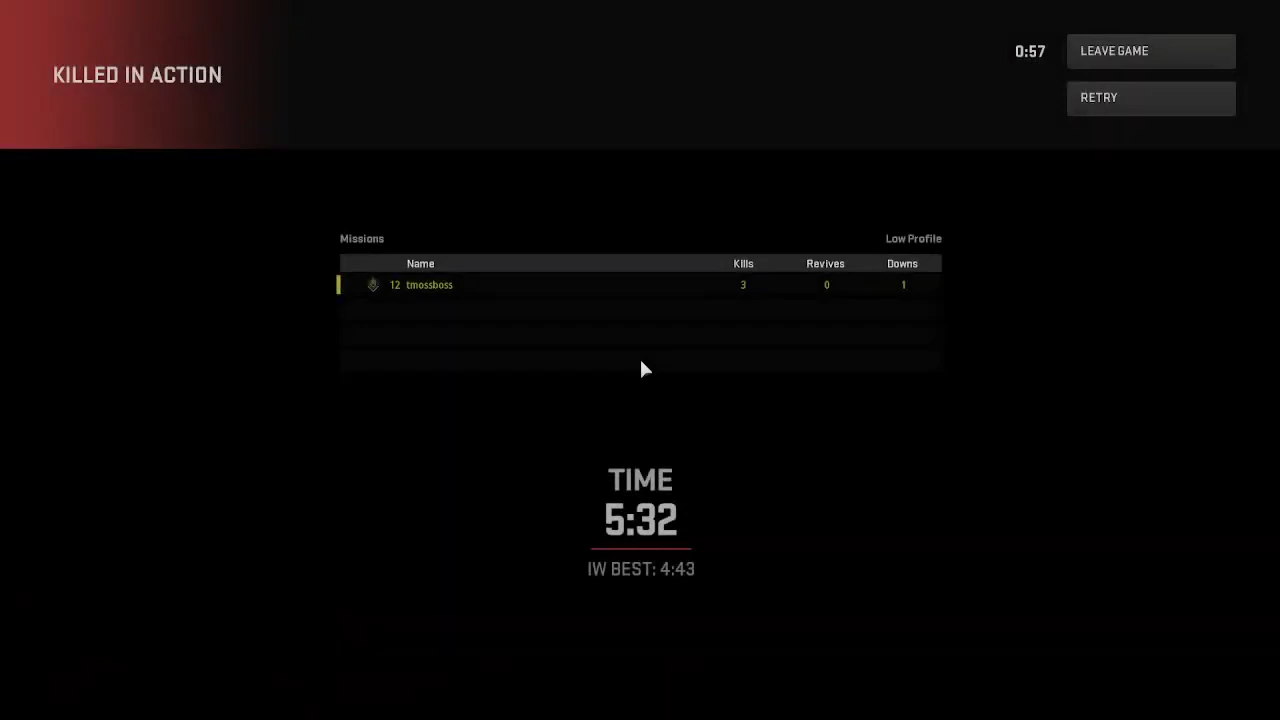 KILLED IN ACTION
0:57
LEAVE GAME
RETRY
Missions Low Profile
Name Kills Revives Downs
12 tmossboss 3 0 1
TIME
5:32
IW BEST: 4:43